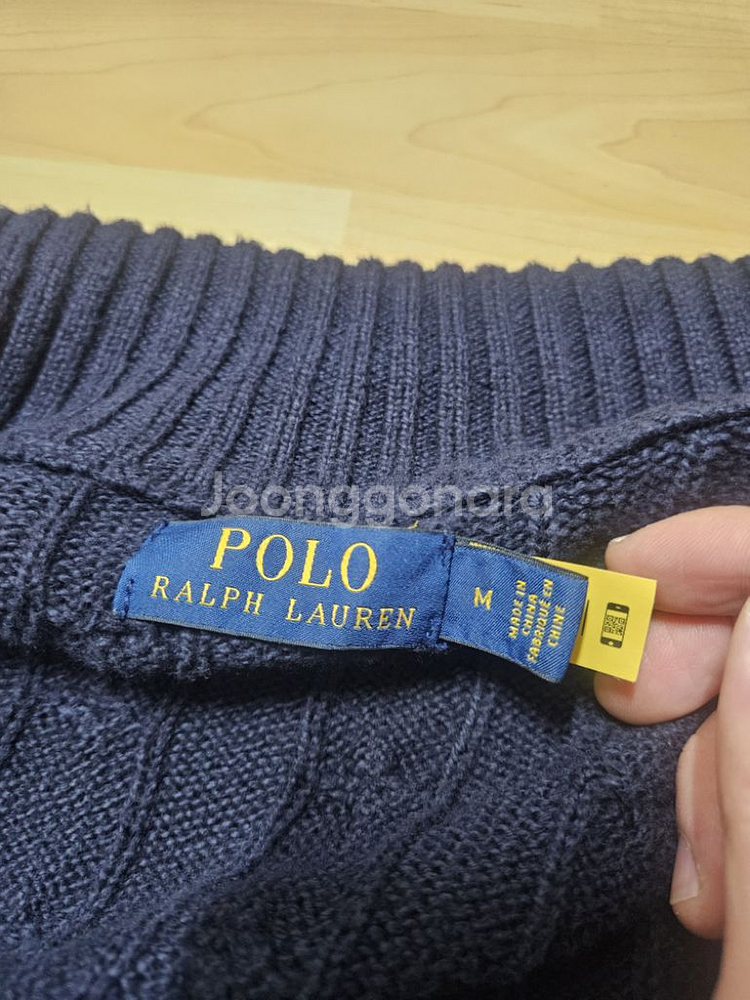 Joonggonara
POLO
RALPH LAUREN
M
MADE IN
CHINA
FABRIQUÉ EN
CHINE